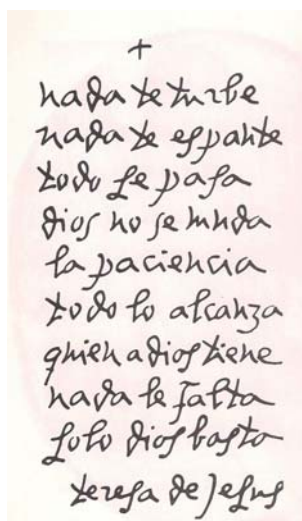 +
nada te turbe
nada te espante
todo se pasa
dios no se muda
la paciencia
todo lo alcanza
quien a dios tiene
nada le falta
solo dios basta
teresa de Jesus